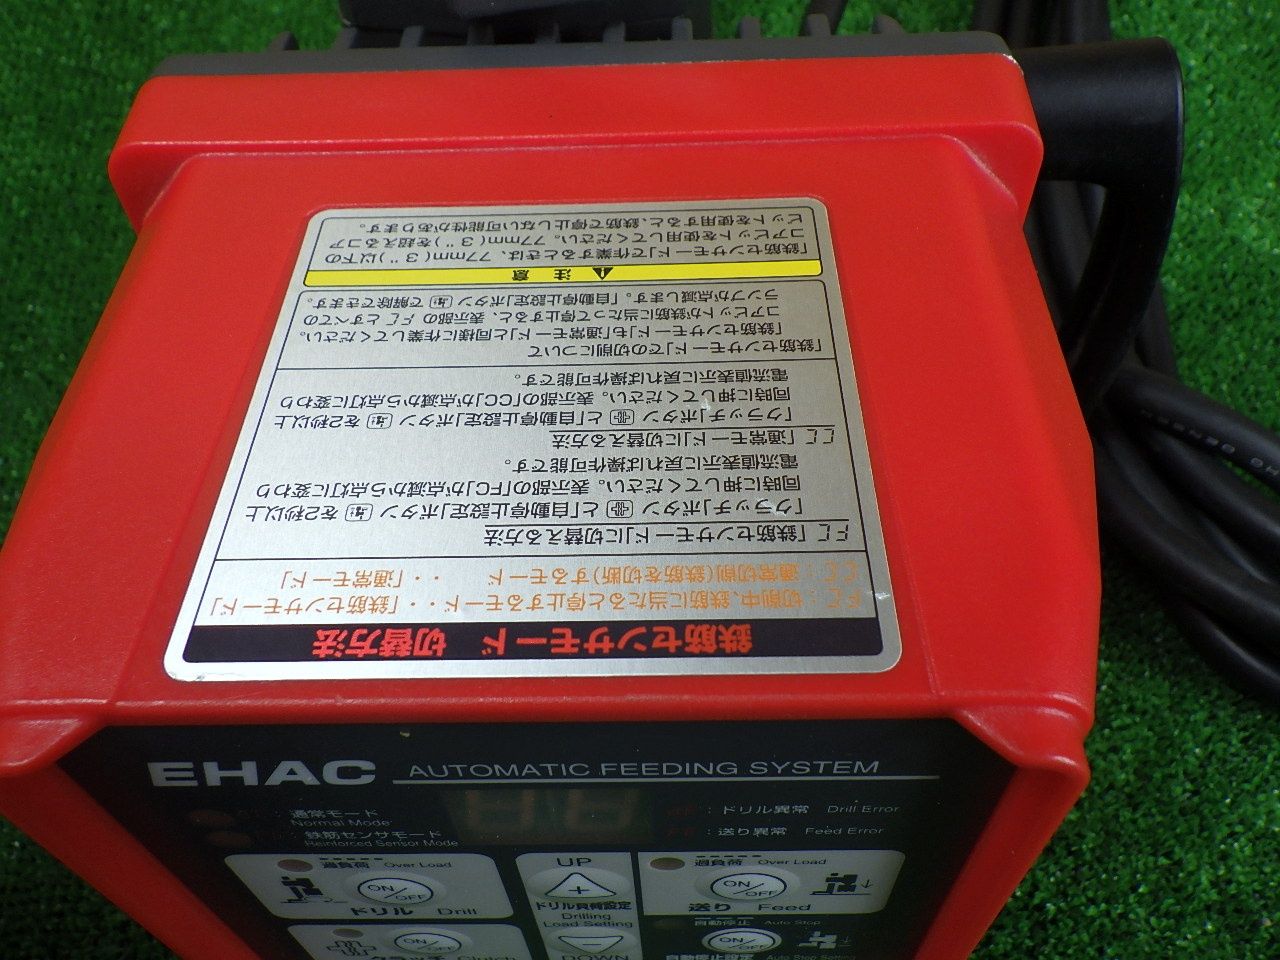 鉄筋センサモード 切替方法
FC：切削中、鉄筋に当たると停止するモード・・「鉄筋センサモード」
CC：通常切削(鉄筋を切断)するモード ・・「通常モード」
FC「鉄筋センサモード」に切替える方法
「クラッチ」ボタン と「自動停止設定」ボタン を2秒以上
同時に押してください。表示部の「FC」が点滅から点灯に変わり
電流値表示に戻れば操作可能です。
CC「通常モード」に切替える方法
「クラッチ」ボタン と「自動停止設定」ボタン を2秒以上
同時に押してください。表示部の「CC」が点滅から点灯に変わり
電流値表示に戻れば操作可能です。
「鉄筋センサモード」での切削について
「鉄筋センサモード」も「通常モード」と同様に作業してください。
コアビットが鉄筋に当たって停止すると、表示部の FC とすべての
ランプが点滅します。「自動停止設定」ボタン で解除できます。
⚠ 注 意
「鉄筋センサモード」で作業するときは、77mm(3")以下の
コアビットを使用してください。77mm(3")を超えるコア
ビットを使用すると、鉄筋で停止しない可能性があります。
EHAC AUTOMATIC FEEDING SYSTEM
：通常モード
Normal Mode
：鉄筋センサモード
Reinforced Sensor Mode
：ドリル異常 Drill Error
：送り異常 Feed Error
過負荷 Over Load
ON/OFF
ドリル Drill
UP
ドリル負荷設定
Drilling
Load Setting
DOWN
過負荷 Over Load
ON/OFF
送り Feed
自動停止 Auto Stop
ON/OFF
自動停止設定 Auto Stop Setting
ON/OFF
クラッチ Clutch